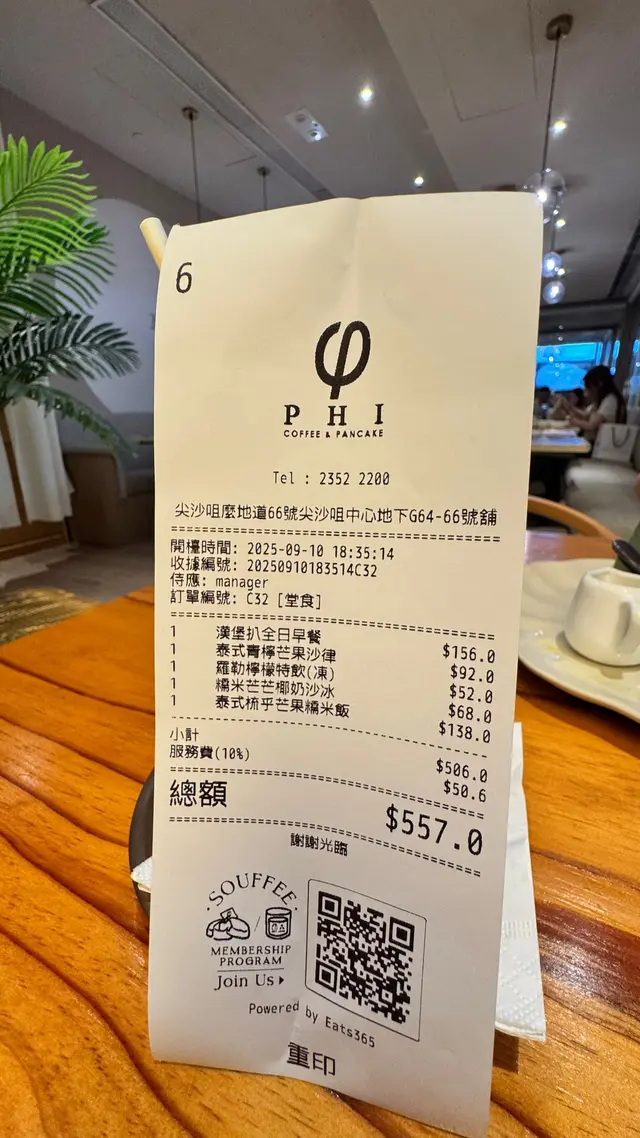 6
PHI
COFFEE & PANCAKE
Tel : 2352 2200
尖沙咀麼地道66號尖沙咀中心地下G64-66號舖
開檯時間: 2025-09-10 18:35:14
收據編號: 20250910183514C32
侍應: manager
訂單編號: C32 [堂食]
1 漢堡扒全日早餐 $156.0
1 泰式青檸芒果沙律 $92.0
1 羅勒檸檬特飲(凍) $52.0
1 糯米芒芒椰奶沙冰 $68.0
1 泰式梳乎芒果糯米飯 $138.0
小計 $506.0
服務費(10%) $50.6
總額 $557.0
謝謝光臨
·SOUFFEE·
MEMBERSHIP
PROGRAM
Join Us
Powered by Eats365
重印